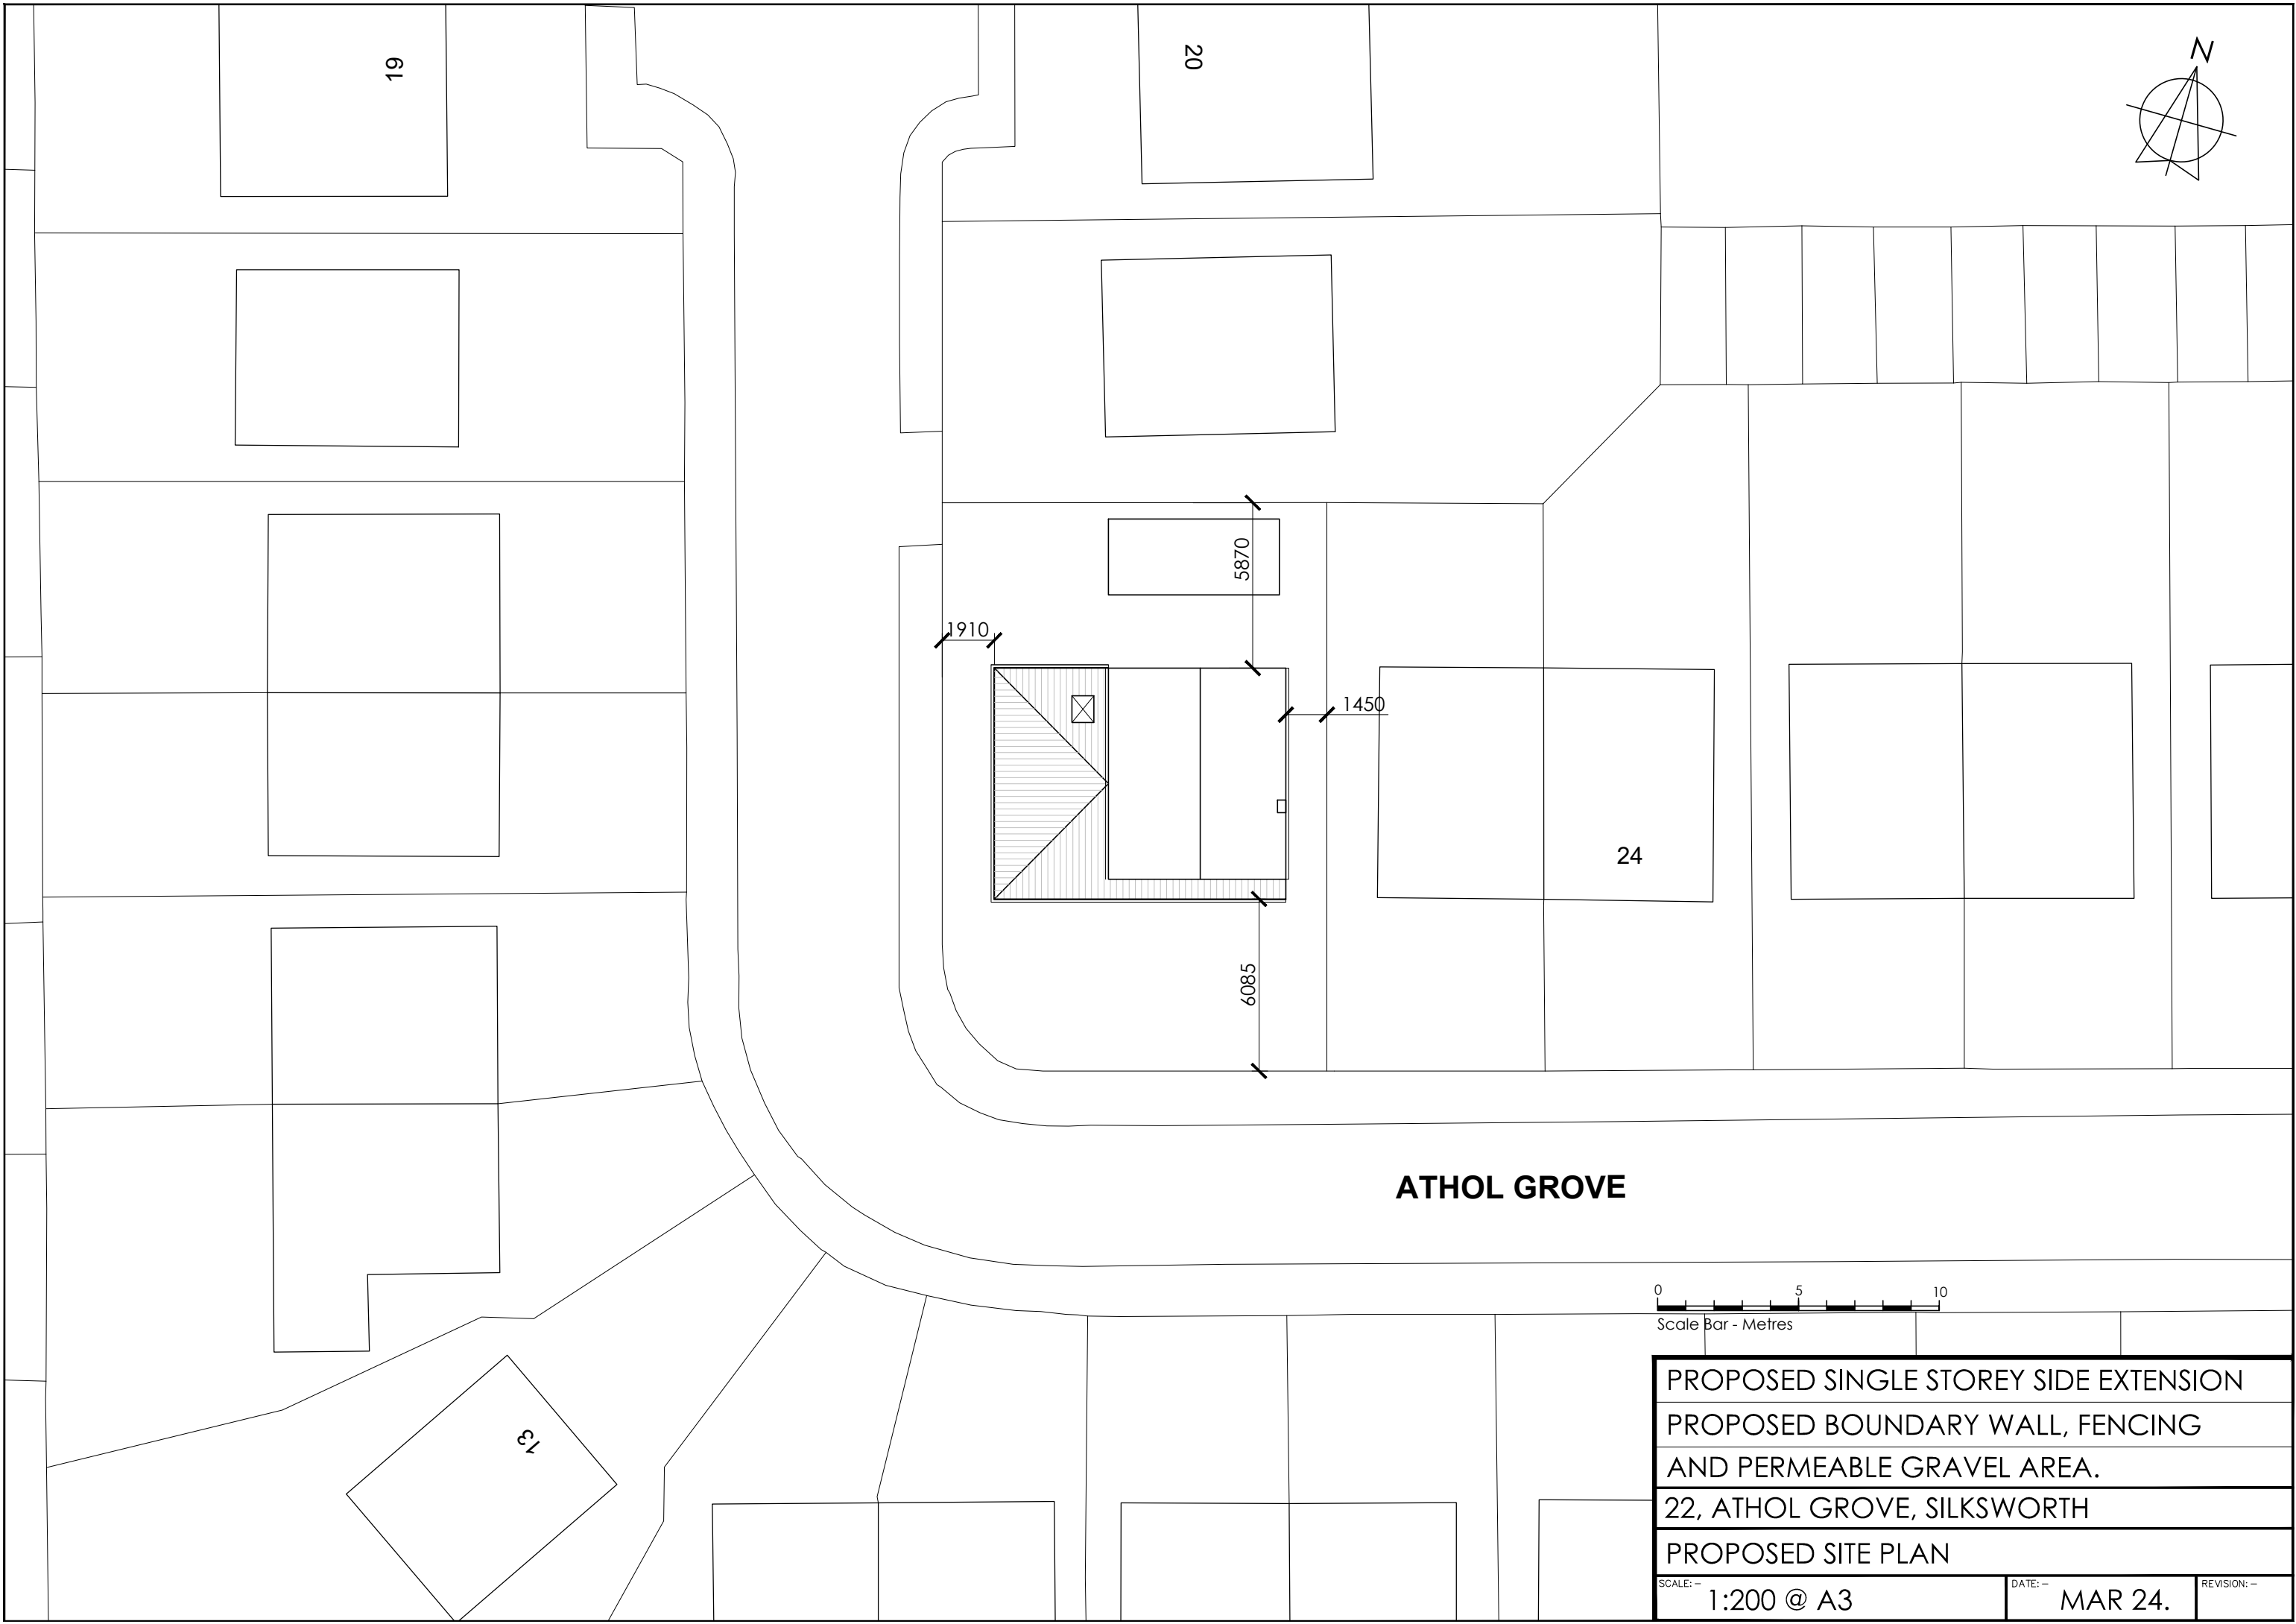 N
19
20
5870
1910
1450
24
6085
ATHOL GROVE
0 5 10
Scale Bar - Metres
13
PROPOSED SINGLE STOREY SIDE EXTENSION
PROPOSED BOUNDARY WALL, FENCING
AND PERMEABLE GRAVEL AREA.
22, ATHOL GROVE, SILKSWORTH
PROPOSED SITE PLAN
SCALE: – 1:200 @ A3 DATE: – MAR 24. REVISION: –